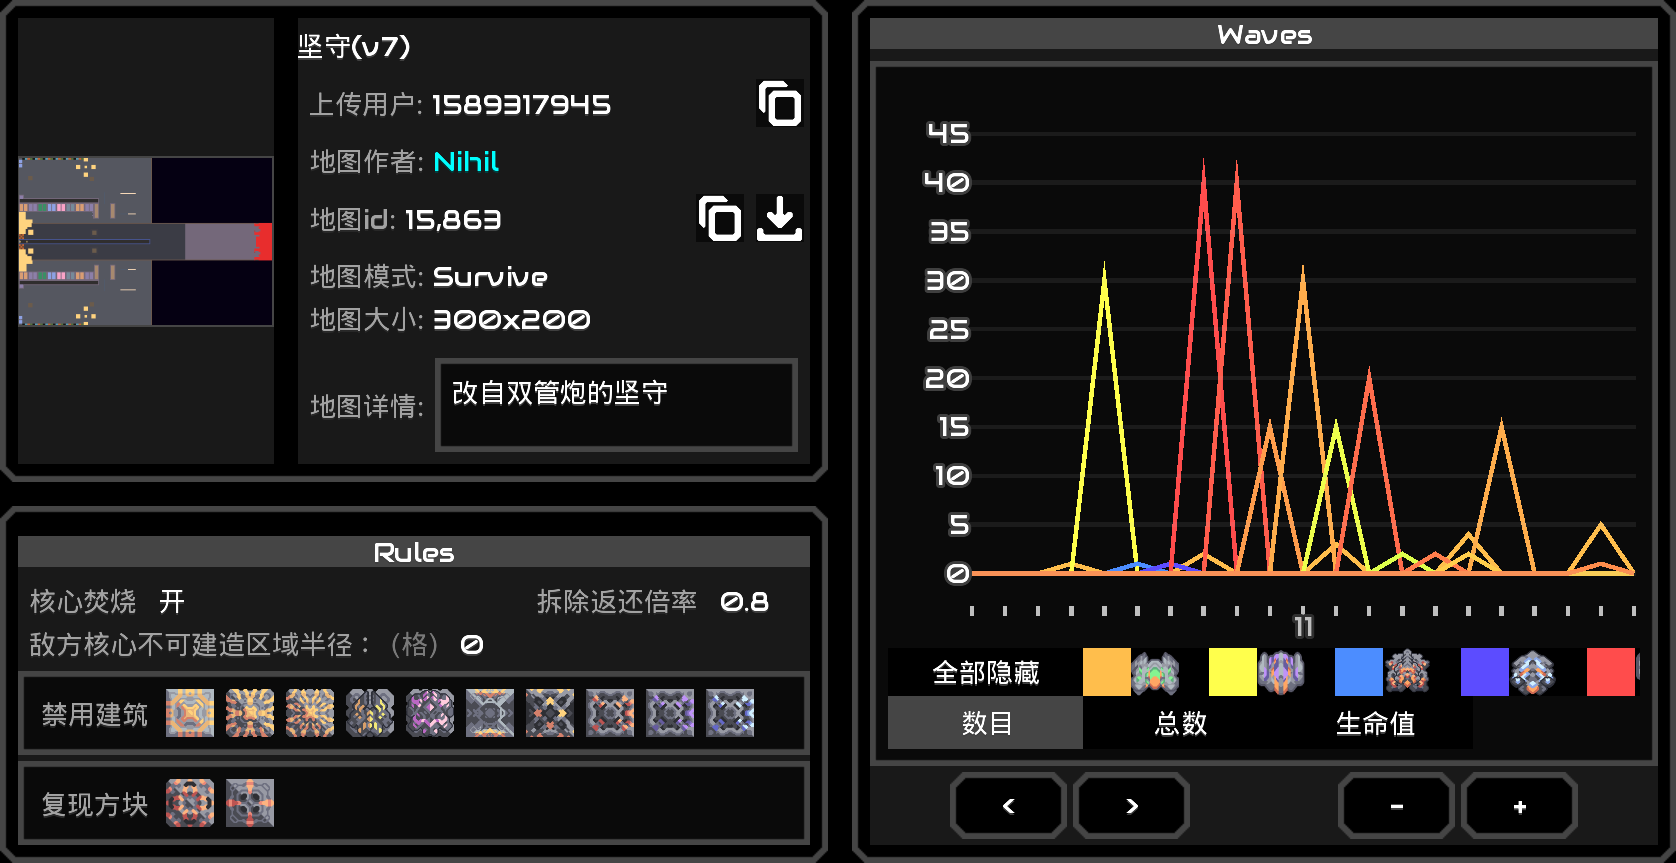 坚守(v7)
上传用户: 1589317945
地图作者: Nihil
地图id: 15,863
地图模式: Survive
地图大小: 300x200
地图详情: 改自双管炮的坚守
Rules
核心焚烧 开 拆除返还倍率 0.8
敌方核心不可建造区域半径：（格） 0
禁用建筑
复现方块
Waves
45
40
35
30
25
20
15
10
5
0
11
全部隐藏
数目 总数 生命值
< > - +